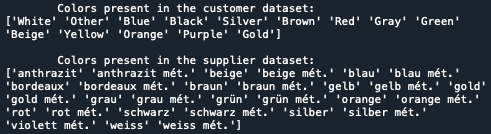 Colors present in the customer dataset:
['White' 'Other' 'Blue' 'Black' 'Silver' 'Brown' 'Red' 'Gray' 'Green'
'Beige' 'Yellow' 'Orange' 'Purple' 'Gold']
Colors present in the supplier dataset:
['anthrazit' 'anthrazit mét.' 'beige' 'beige mét.' 'blau' 'blau mét.'
'bordeaux' 'bordeaux mét.' 'braun' 'braun mét.' 'gelb' 'gelb mét.' 'gold'
'gold mét.' 'grau' 'grau mét.' 'grün' 'grün mét.' 'orange' 'orange mét.'
'rot' 'rot mét.' 'schwarz' 'schwarz mét.' 'silber' 'silber mét.'
'violett mét.' 'weiss' 'weiss mét.']